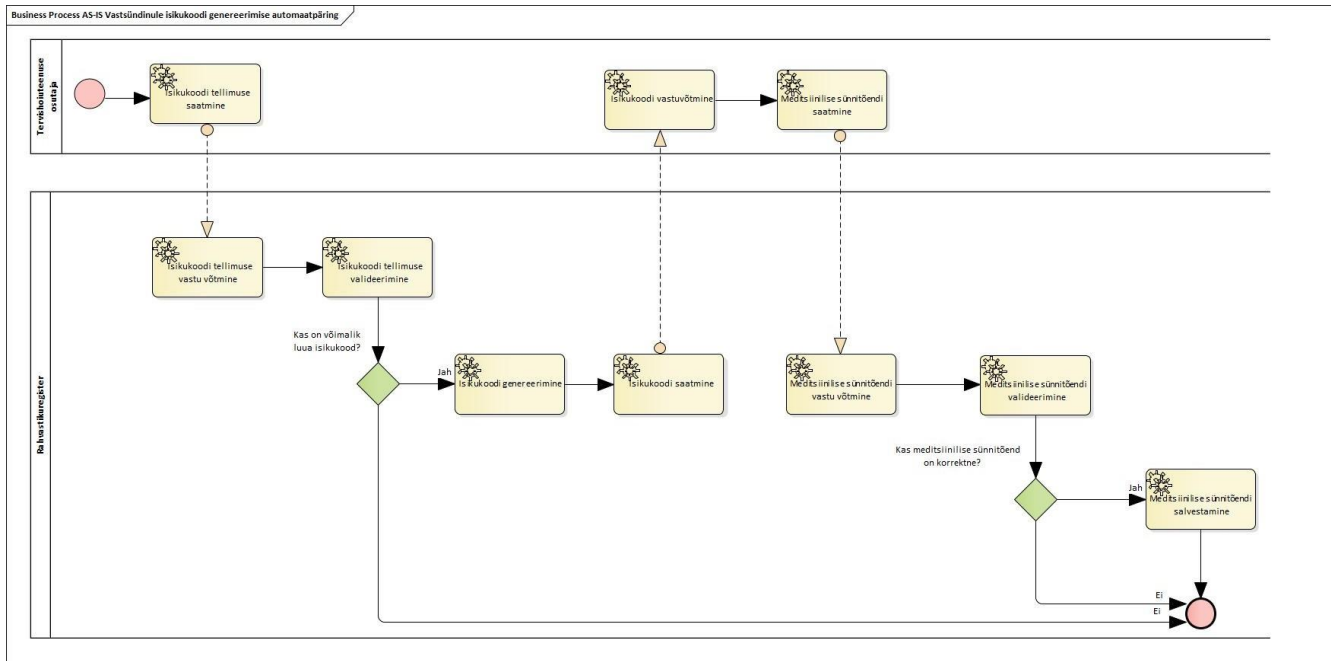 Business Process AS-IS Vastsündinule isikukoodi genereerimise automaatpäring
Tervishoiuteenuse
osutaja
Isikukoodi tellimuse
saatmine
Isikukoodi vastuvõtmine
Meditsiinilise sünnitõendi
saatmine
Rahvastikuregister
Isikukoodi tellimuse
vastu võtmine
Isikukoodi tellimuse
valideerimine
Kas on võimalik
luua isikukood?
Jah
Isikukoodi genereerimine
Isikukoodi saatmine
Meditsiinilise sünnitõendi
vastu võtmine
Meditsiinilise sünnitõendi
valideerimine
Kas meditsiinilise sünnitõend
on korrektne?
Jah
Meditsiinilise sünnitõendi
salvestamine
Ei
Ei